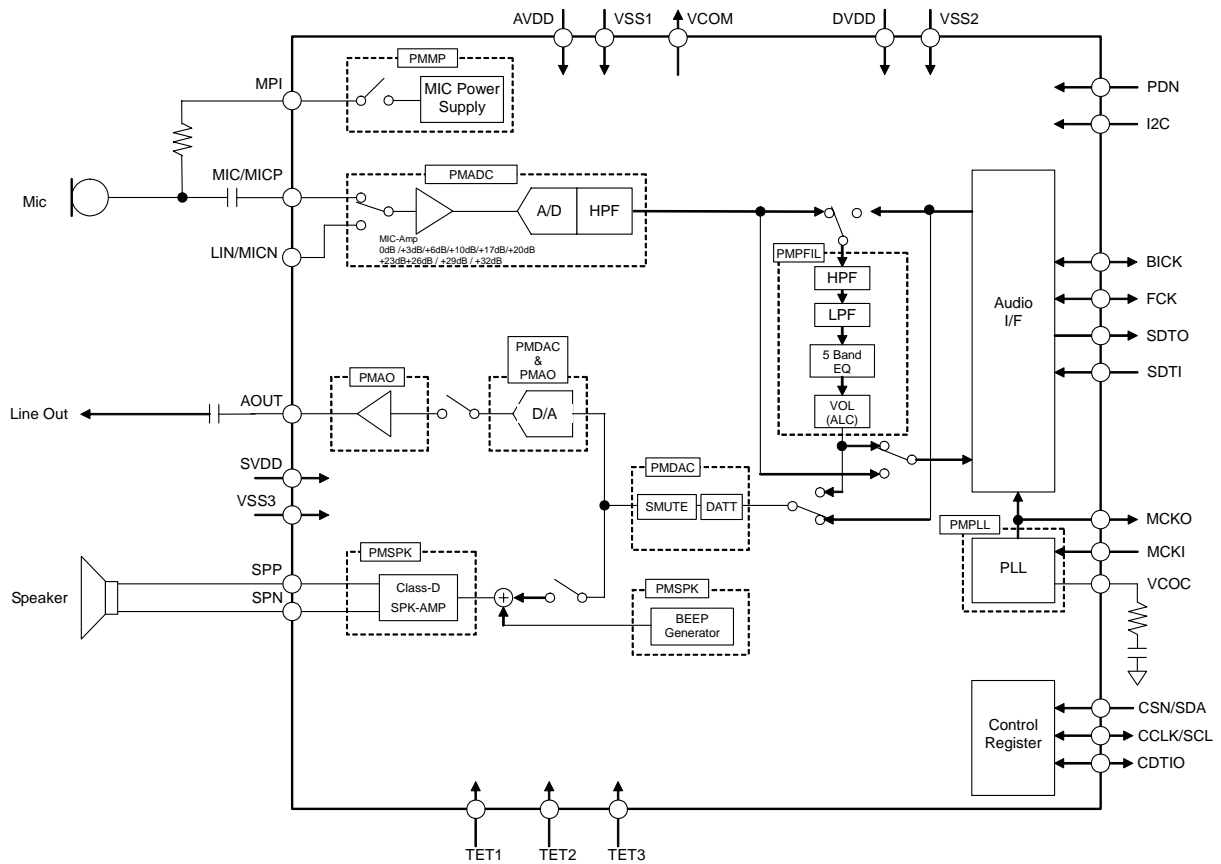 AVDD
VSS1
VCOM
DVDD
VSS2
PMMP
MPI
MIC Power
Supply
PDN
I2C
MIC/MICP
PMADC
Mic
A/D
HPF
MIC-Amp
0dB /+3dB/+6dB/+10dB/+17dB/+20dB
+23dB+26dB / +29dB / +32dB
LIN/MICN
PMPFIL
HPF
LPF
5 Band
EQ
VOL
(ALC)
Audio
I/F
BICK
FCK
SDTO
SDTI
PMDAC
&
PMAO
PMAO
D/A
AOUT
Line Out
SVDD
VSS3
PMDAC
SMUTE
DATT
MCKO
PMPLL
MCKI
PLL
VCOC
PMSPK
SPP
Class-D
SPK-AMP
SPN
Speaker
PMSPK
BEEP
Generator
Control
Register
CSN/SDA
CCLK/SCL
CDTIO
TET1
TET2
TET3